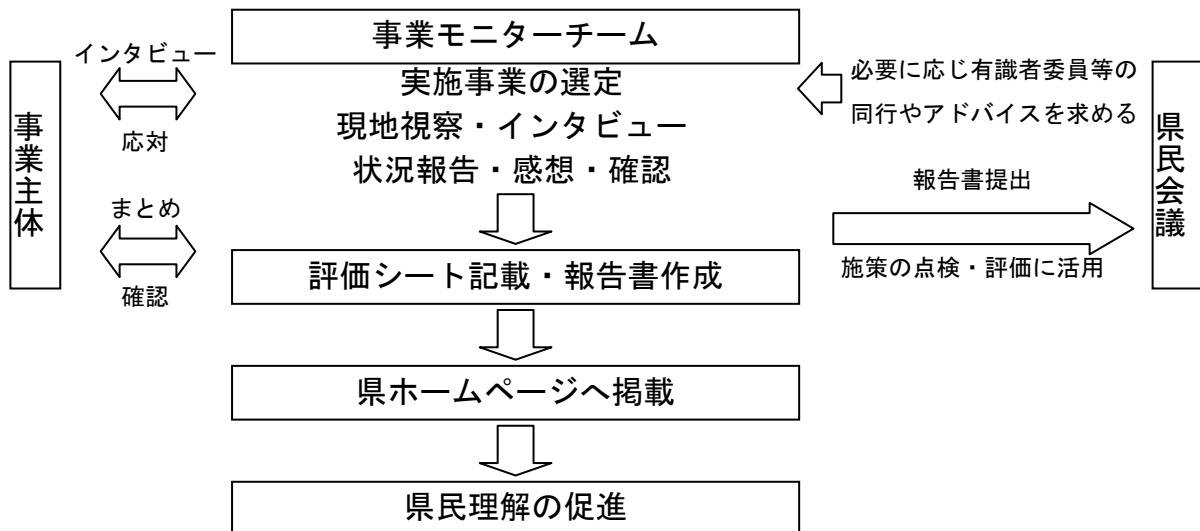 事業モニターチーム
インタビュー
応対
事業主体
実施事業の選定
現地視察・インタビュー
状況報告・感想・確認
必要に応じ有識者委員等の
同行やアドバイスを求める
県民会議
報告書提出
施策の点検・評価に活用
まとめ
確認
評価シート記載・報告書作成
県ホームページへ掲載
県民理解の促進